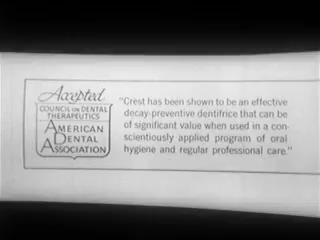 Accepted
COUNCIL ON DENTAL
THERAPEUTICS
AMERICAN
DENTAL
ASSOCIATION
"Crest has been shown to be an effective
decay-preventive dentifrice that can be
of significant value when used in a con-
scientiously applied program of oral
hygiene and regular professional care."